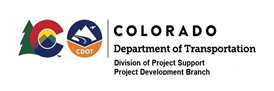 CDOT
COLORADO
Department of Transportation
Division of Project Support
Project Development Branch